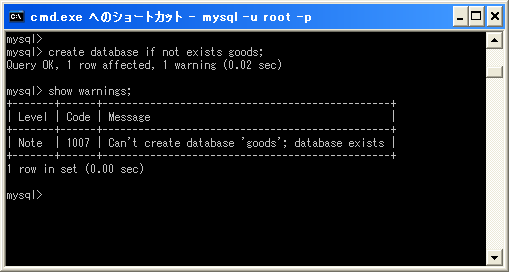 cmd.exe へのショートカット - mysql -u root -p
mysql>
mysql> create database if not exists goods;
Query OK, 1 row affected, 1 warning (0.02 sec)
mysql> show warnings;
+-------+------+------------------------------------------------+
| Level | Code | Message                                        |
+-------+------+------------------------------------------------+
| Note  | 1007 | Can't create database 'goods'; database exists |
+-------+------+------------------------------------------------+
1 row in set (0.00 sec)
mysql>